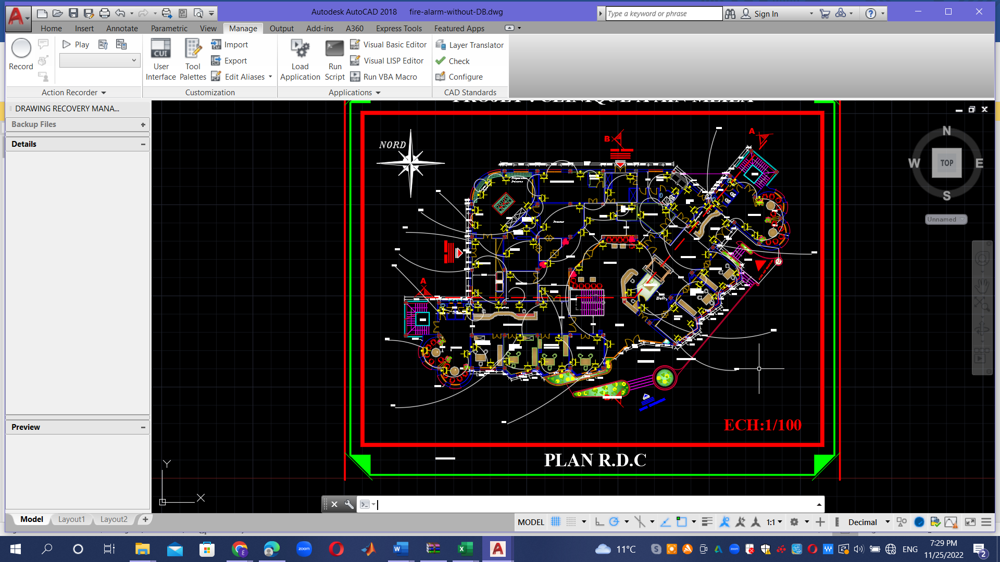 Autodesk AutoCAD 2018 fire-alarm-without-DB.dwg
Type a keyword or phrase
Sign In
Home Insert Annotate Parametric View Manage Output Add-ins A360 Express Tools Featured Apps
Record
Play
Action Recorder
CUI
User Interface
Tool Palettes
Import
Export
Edit Aliases
Customization
Load Application
Run Script
Visual Basic Editor
Visual LISP Editor
Run VBA Macro
Applications
Layer Translator
Check
Configure
CAD Standards
DRAWING RECOVERY MANA...
Backup Files
Details
Preview
NORD
B
A
A
N
W TOP E
S
Unnamed
Hall
ECH:1/100
PLAN R.D.C
Y
X
Model Layout1 Layout2
MODEL 1:1 Decimal
11°C
ENG
7:29 PM
11/25/2022
2